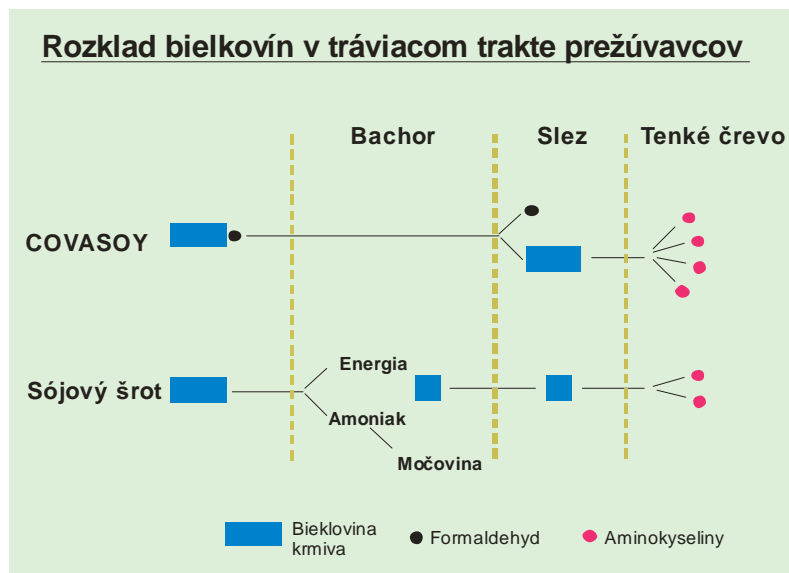 Rozklad bielkovín v tráviacom trakte prežúvavcov
Bachor
Slez
Tenké črevo
COVASOY
Sójový šrot
Energia
Amoniak
Močovina
Bieklovina
krmiva
Formaldehyd
Aminokyseliny